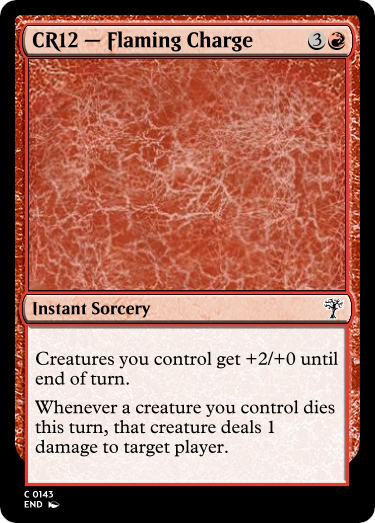 CR12 — Flaming Charge 3
Instant Sorcery
Creatures you control get +2/+0 until
end of turn.
Whenever a creature you control dies
this turn, that creature deals 1
damage to target player.
C 0143
END